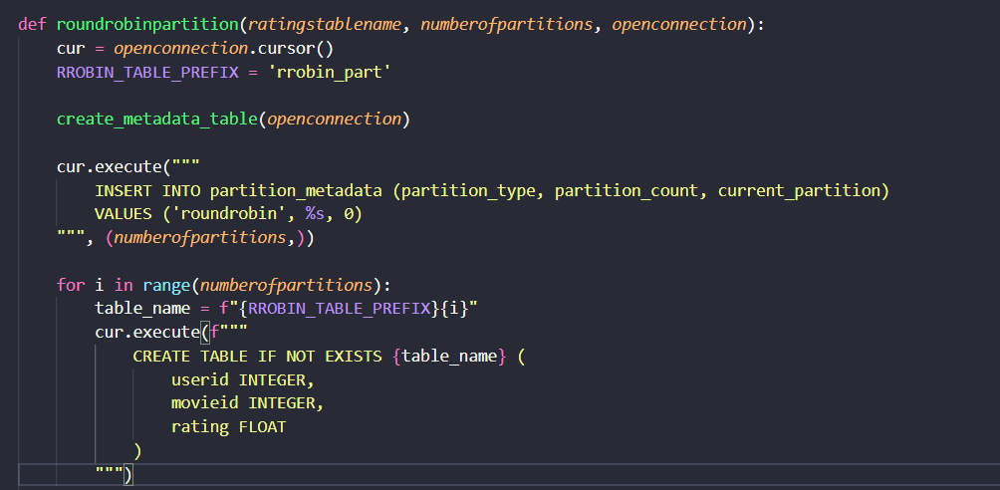 def roundrobinpartition(ratingstablename, numberofpartitions, openconnection):
    cur = openconnection.cursor()
    RROBIN_TABLE_PREFIX = 'rrobin_part'

    create_metadata_table(openconnection)

    cur.execute("""
        INSERT INTO partition_metadata (partition_type, partition_count, current_partition)
        VALUES ('roundrobin', %s, 0)
    """, (numberofpartitions,))

    for i in range(numberofpartitions):
        table_name = f"{RROBIN_TABLE_PREFIX}{i}"
        cur.execute(f"""
            CREATE TABLE IF NOT EXISTS {table_name} (
                userid INTEGER,
                movieid INTEGER,
                rating FLOAT
            )
        """)